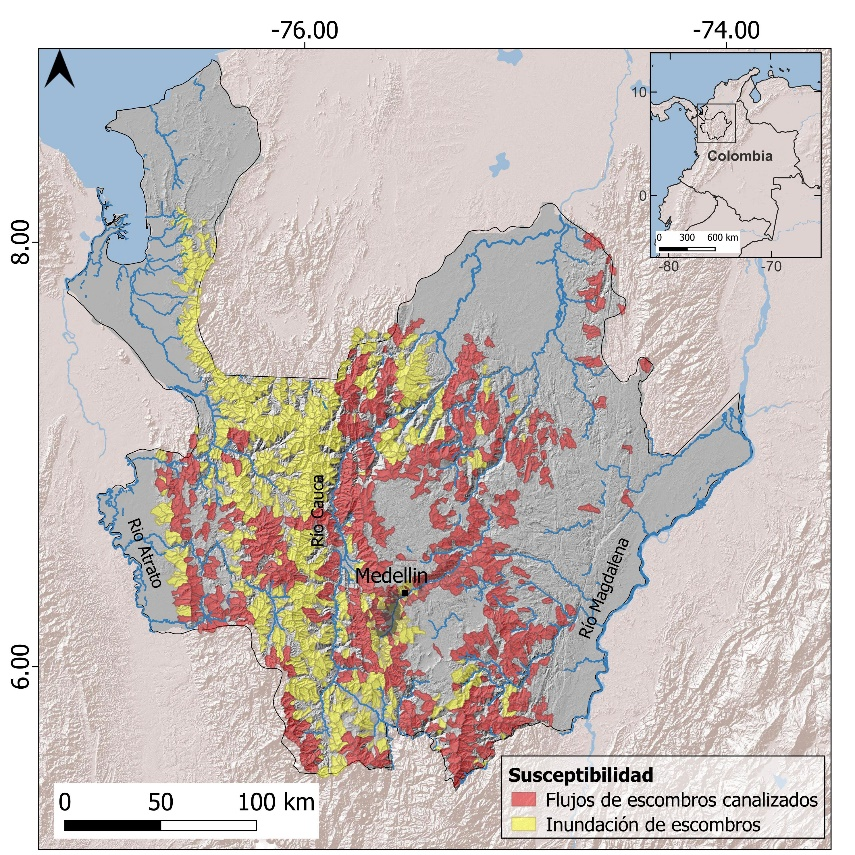 -76.00
-74.00
10
Colombia
0
0 300 600 km
-80
-70
8.00
Río Cauca
Río Atrato
Medellin
Río Magdalena
6.00
Susceptibilidad
Flujos de escombros canalizados
Inundación de escombros
0 50 100 km